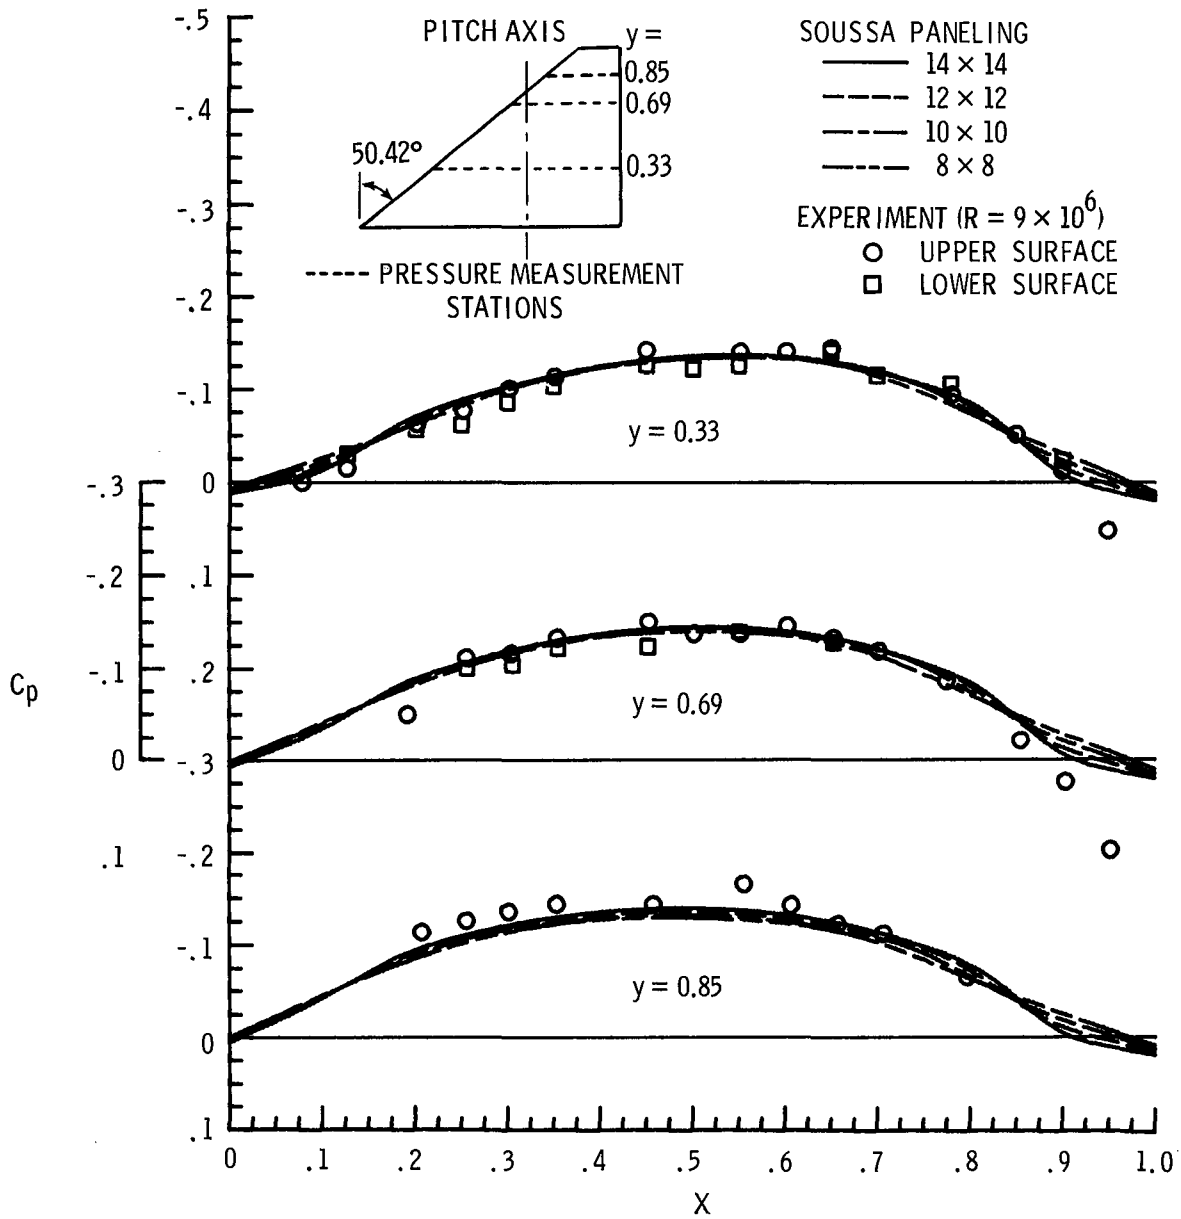 -.5
-.4
-.3
-.2
-.1
0
.1
.2
-.3
-.2
-.1
0
.1
-.3
-.2
-.1
0
.1
Cp
PITCH AXIS
y =
0.85
0.69
0.33
50.42°
----- PRESSURE MEASUREMENT
STATIONS
SOUSSA PANELING
14 × 14
12 × 12
10 × 10
8 × 8
EXPERIMENT (R = 9 × 10⁶)
UPPER SURFACE
LOWER SURFACE
y = 0.33
y = 0.69
y = 0.85
0 .1 .2 .3 .4 .5 .6 .7 .8 .9 1.0
X